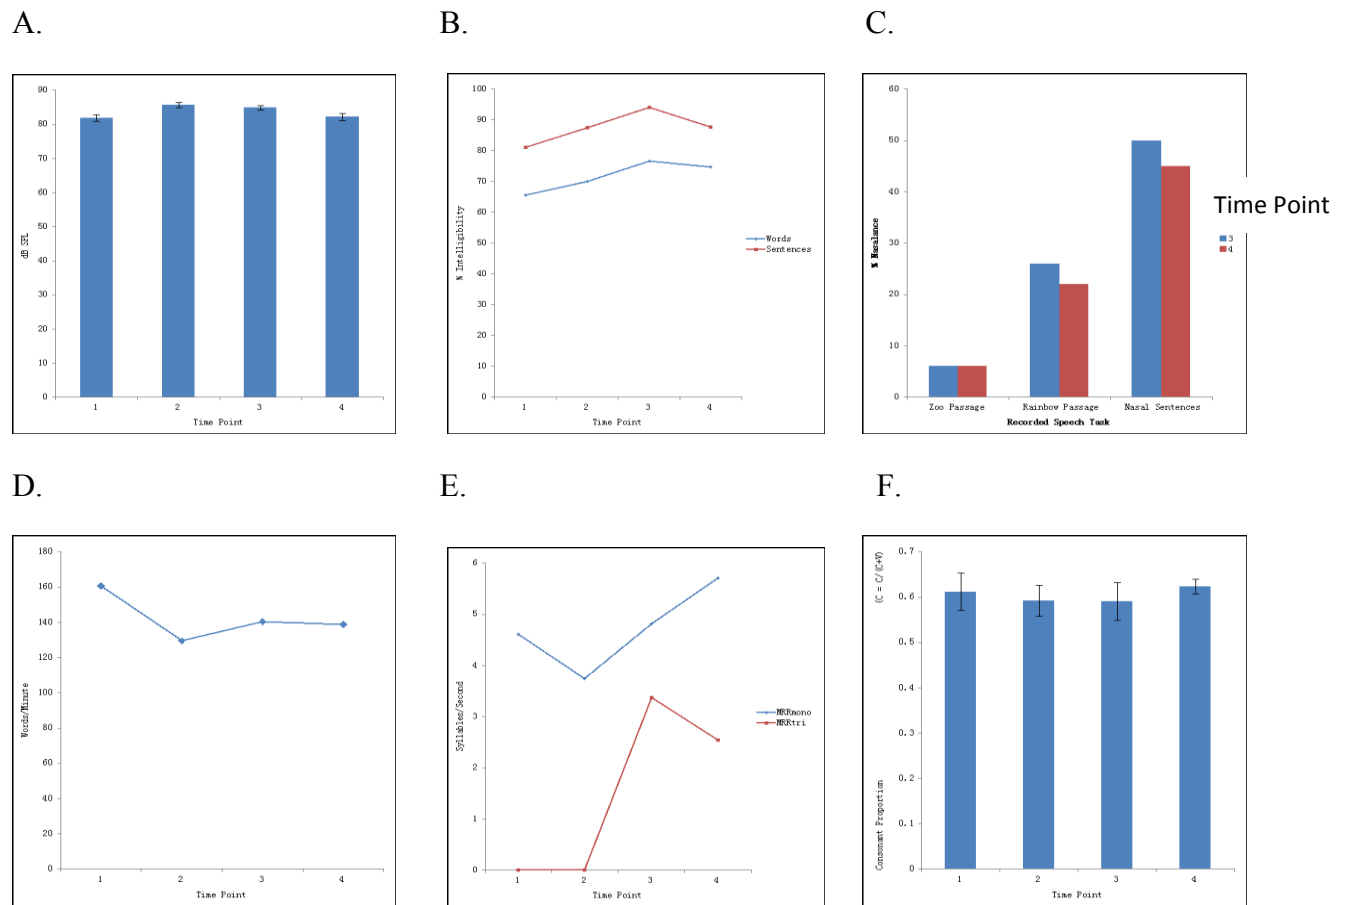 A.
B.
C.
90
80
70
60
50
40
30
20
10
0
dB SPL
1 2 3 4
Time Point
100
90
80
70
60
50
40
30
20
10
0
% Intelligibility
1 2 3 4
Time Point
Words
Sentences
60
50
40
30
20
10
0
% Nasalance
Zoo Passage Rainbow Passage Nasal Sentences
Recorded Speech Task
Time Point
3
4
D.
E.
F.
180
160
140
120
100
80
60
40
20
0
Words/Minute
1 2 3 4
Time Point
6
5
4
3
2
1
0
Syllables/Second
1 2 3 4
Time Point
MRRmono
MRRtri
0.7
0.6
0.5
0.4
0.3
0.2
0.1
0
Consonant Proportion (C = C/(C+V)
1 2 3 4
Time Point